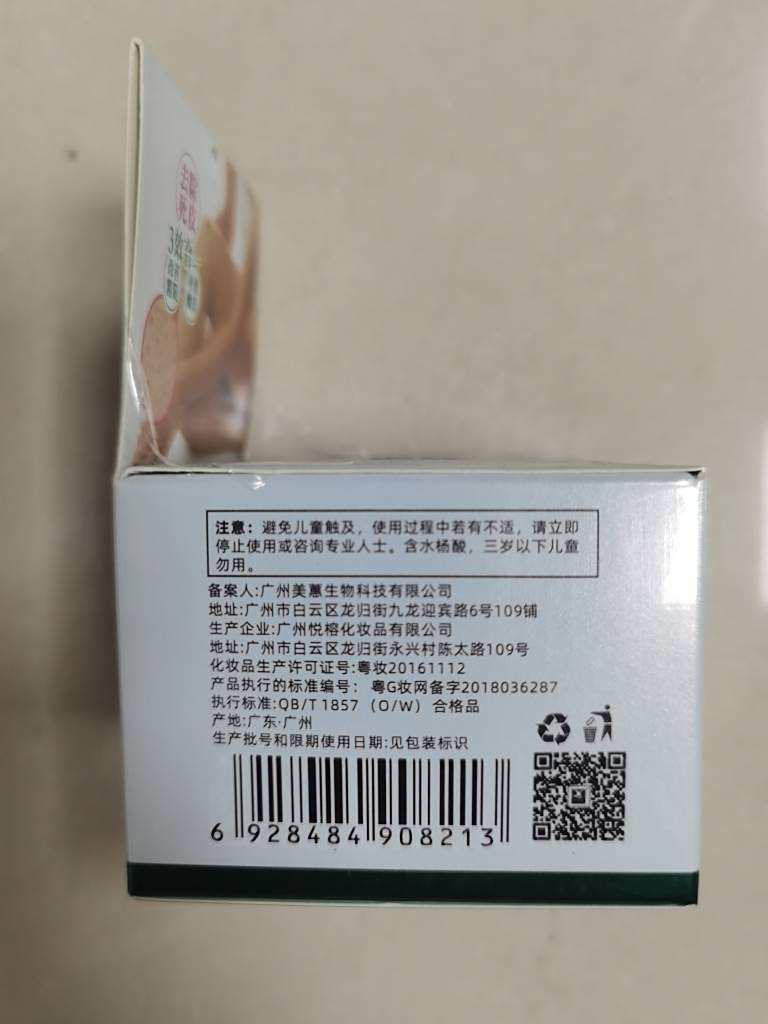 去除
死皮
3效合一
注意：避免儿童触及，使用过程中若有不适，请立即
停止使用或咨询专业人士。含水杨酸，三岁以下儿童
勿用。
备案人:广州美蕙生物科技有限公司
地址:广州市白云区龙归街九龙迎宾路6号109铺
生产企业:广州悦榕化妆品有限公司
地址:广州市白云区龙归街永兴村陈太路109号
化妆品生产许可证号:粤妆20161112
产品执行的标准编号： 粤G妆网备字2018036287
执行标准:QB/T 1857 （O/W） 合格品
产地:广东·广州
生产批号和限期使用日期:见包装标识
6 928484 908213